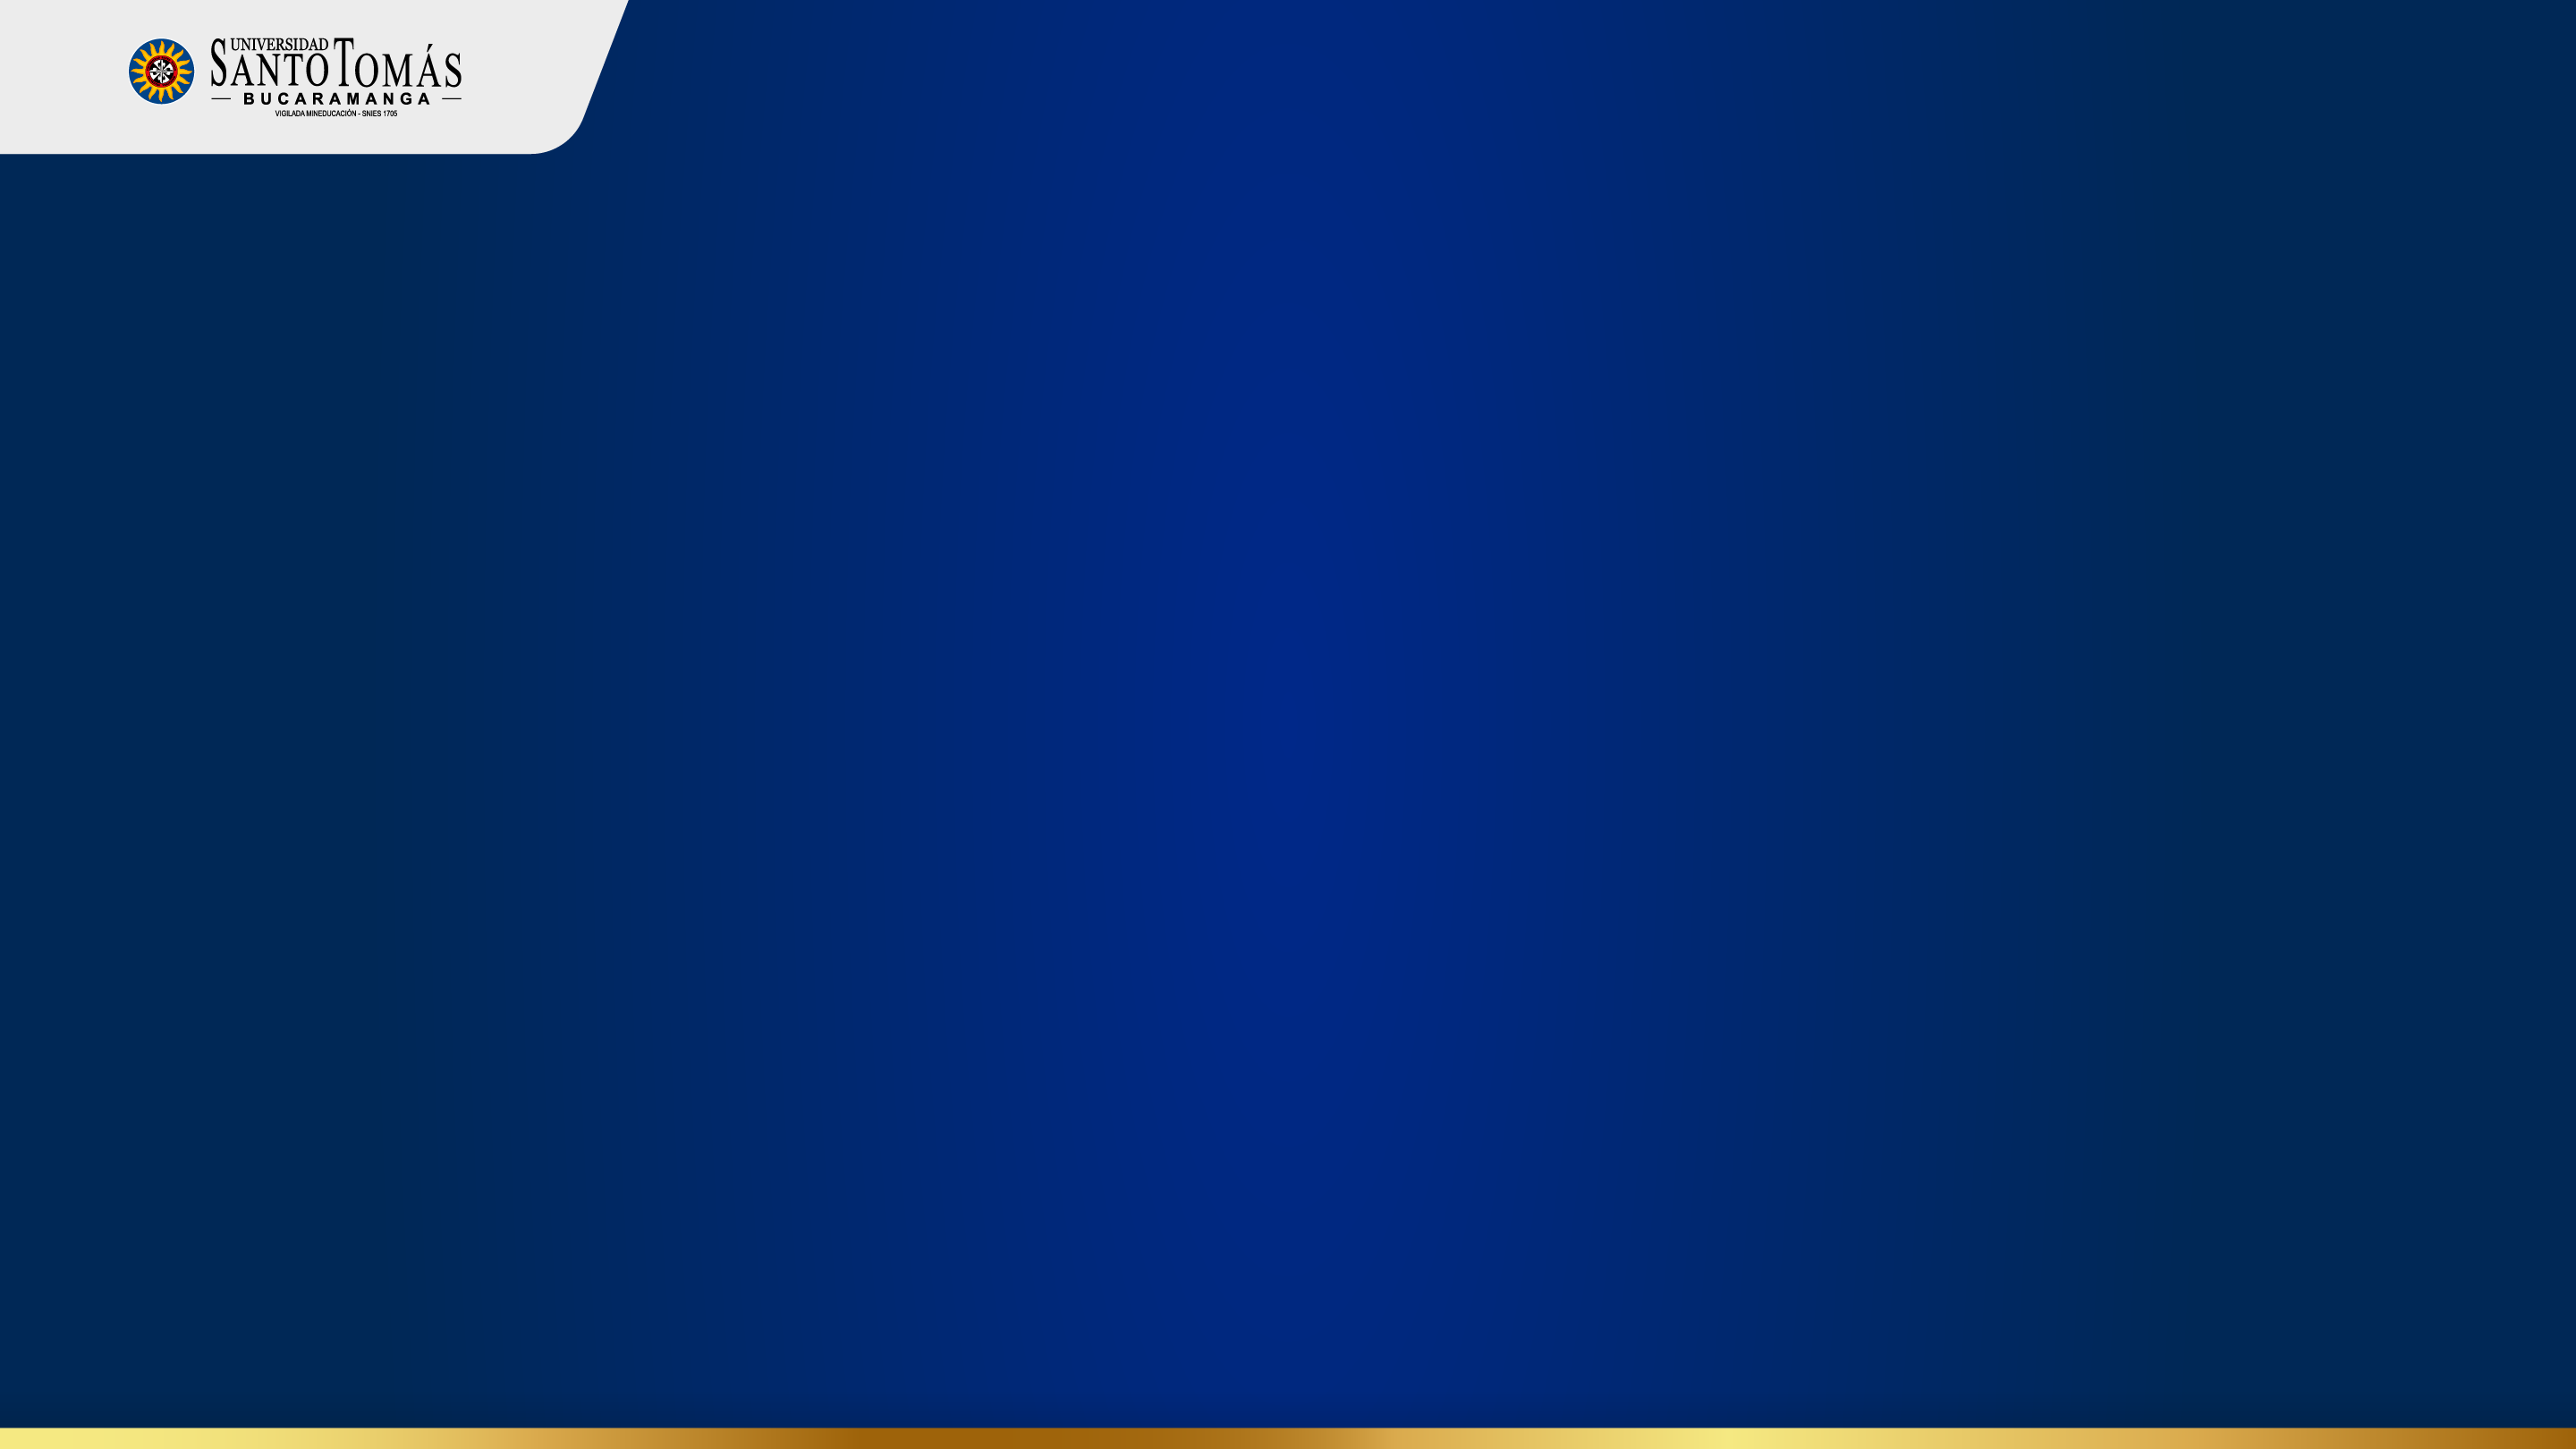 UNIVERSIDAD
SANTO TOMÁS
BUCARAMANGA
VIGILADA MINEDUCACIÓN - SNIES 1705